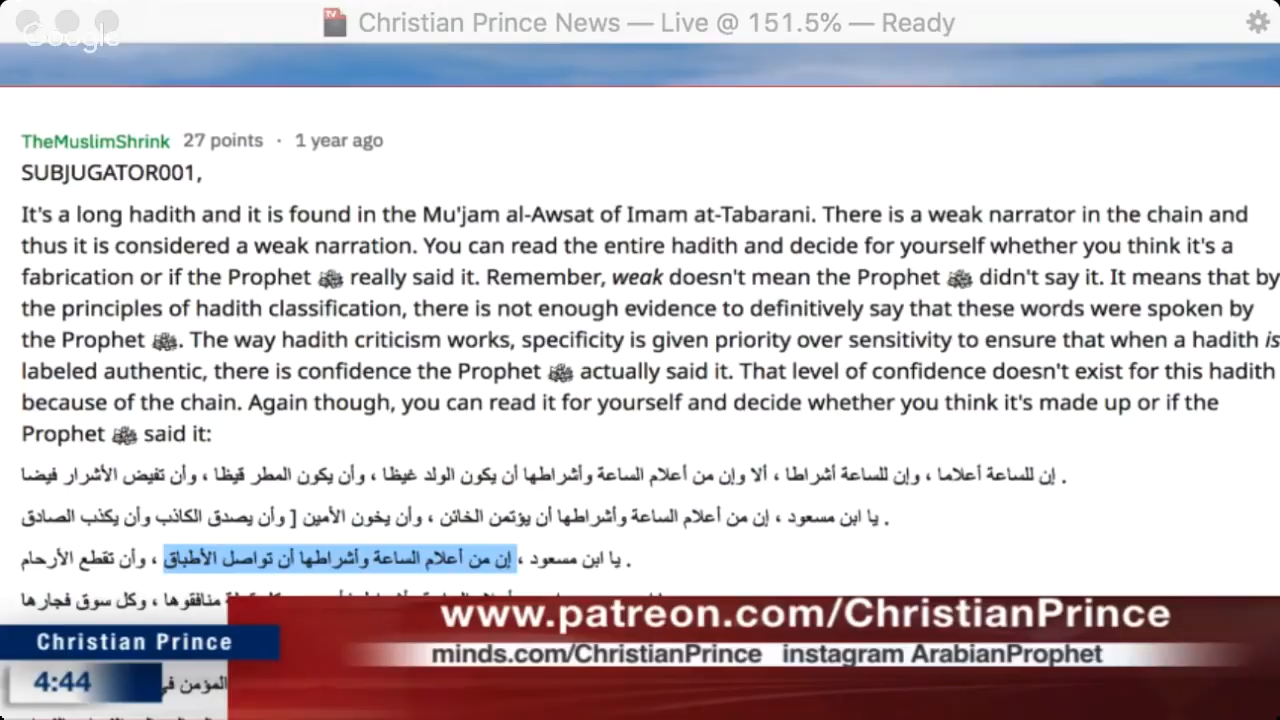 Christian Prince News — Live @ 151.5% — Ready
Google
TheMuslimShrink 27 points · 1 year ago
SUBJUGATOR001,
It's a long hadith and it is found in the Mu'jam al-Awsat of Imam at-Tabarani. There is a weak narrator in the chain and
thus it is considered a weak narration. You can read the entire hadith and decide for yourself whether you think it's a
fabrication or if the Prophet ﷺ really said it. Remember, weak doesn't mean the Prophet ﷺ didn't say it. It means that by
the principles of hadith classification, there is not enough evidence to definitively say that these words were spoken by
the Prophet ﷺ. The way hadith criticism works, specificity is given priority over sensitivity to ensure that when a hadith is
labeled authentic, there is confidence the Prophet ﷺ actually said it. That level of confidence doesn't exist for this hadith
because of the chain. Again though, you can read it for yourself and decide whether you think it's made up or if the
Prophet ﷺ said it:
إن للساعة أعلاما ، وإن للساعة أشراطا ، ألا وإن من أعلام الساعة وأشراطها أن يكون الولد غيظا ، وأن يكون المطر قيظا ، وأن تفيض الأشرار فيضا .
يا ابن مسعود ، إن من أعلام الساعة وأشراطها أن يؤتمن الخائن ، وأن يخون الأمين [ وأن يصدق الكاذب وأن يكذب الصادق .
يا ابن مسعود ، إن من أعلام الساعة وأشراطها أن تواصل الأطباق ، وأن تقطع الأرحام .
منافقوها ، وكل سوق فجارها
www.patreon.com/ChristianPrince
Christian Prince
minds.com/ChristianPrince instagram ArabianProphet
4:44
المؤمن في